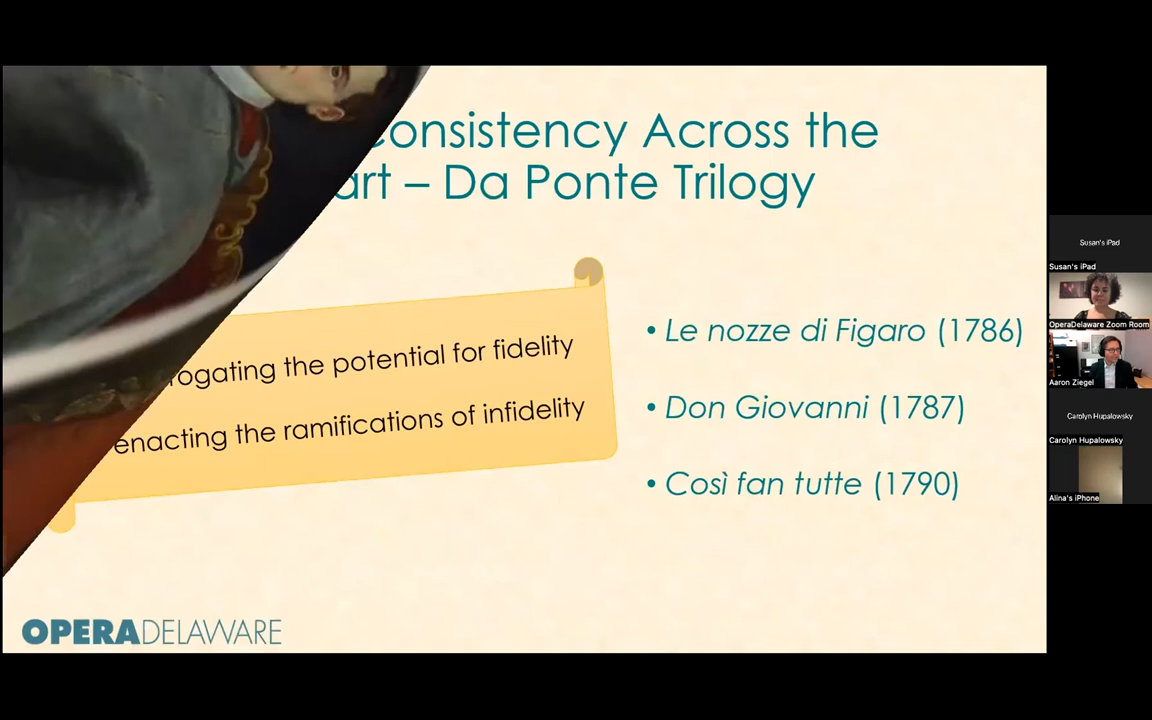 onsistency Across the
art – Da Ponte Trilogy
rogating the potential for fidelity
enacting the ramifications of infidelity
• Le nozze di Figaro (1786)
• Don Giovanni (1787)
• Così fan tutte (1790)
OPERADELAWARE
Susan's iPad
Susan's iPad
OperaDelaware Zoom Room
Aaron Ziegel
Carolyn Hupalowsky
Carolyn Hupalowsky
Alina's iPhone